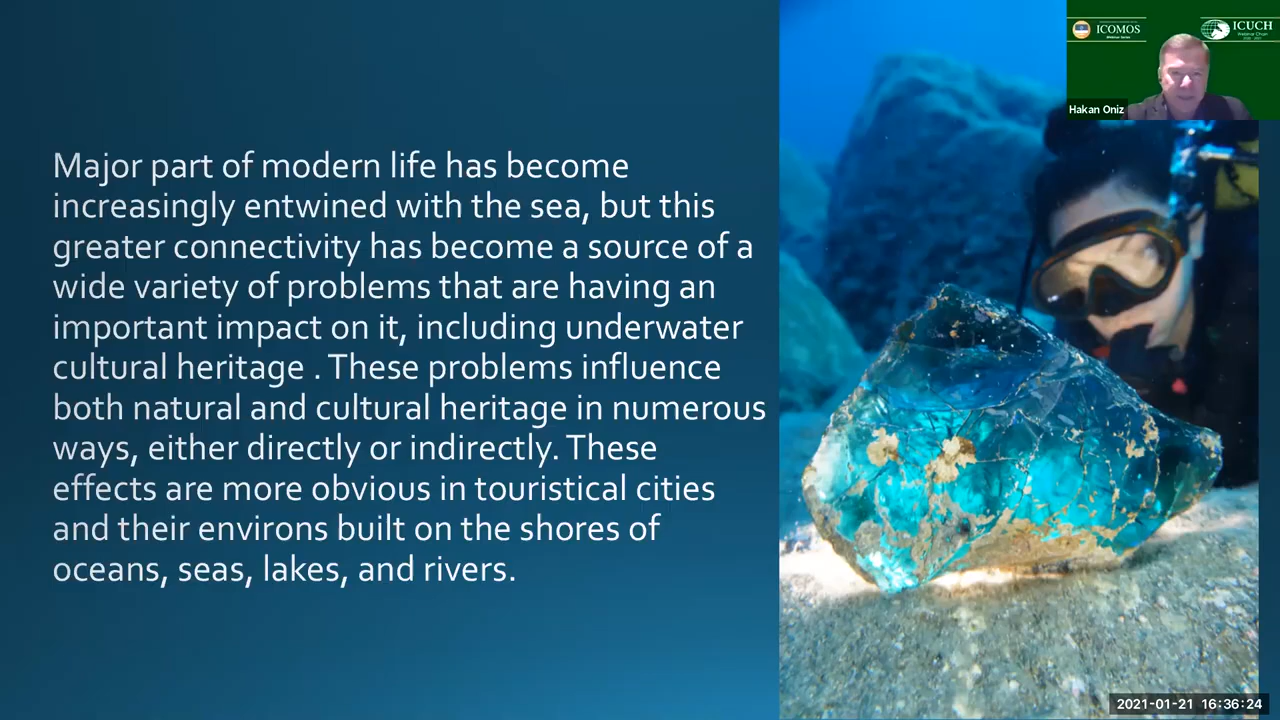 Major part of modern life has become
increasingly entwined with the sea, but this
greater connectivity has become a source of a
wide variety of problems that are having an
important impact on it, including underwater
cultural heritage . These problems influence
both natural and cultural heritage in numerous
ways, either directly or indirectly. These
effects are more obvious in touristical cities
and their environs built on the shores of
oceans, seas, lakes, and rivers.
ICOMOS
ICUCH
Hakan Oniz
2021-01-21 16:36:24